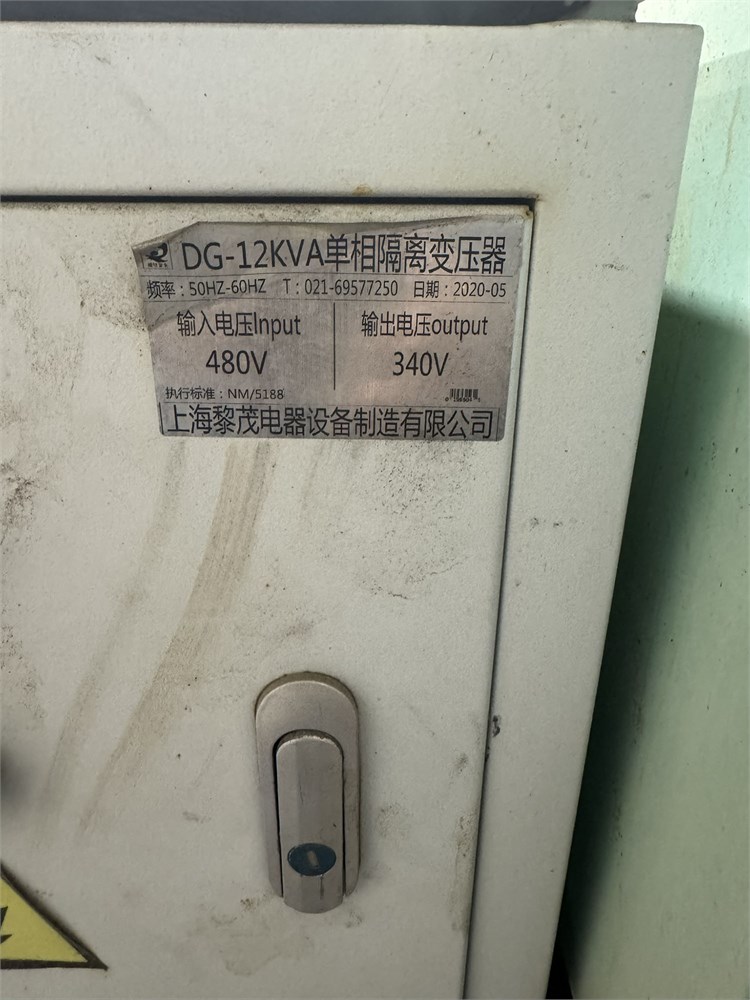 DG-12KVA单相隔离变压器
频率：50HZ-60HZ T：021-69577250 日期：2020-05
输入电压Input 输出电压output
480V 340V
执行标准：NM/5188
上海黎茂电器设备制造有限公司